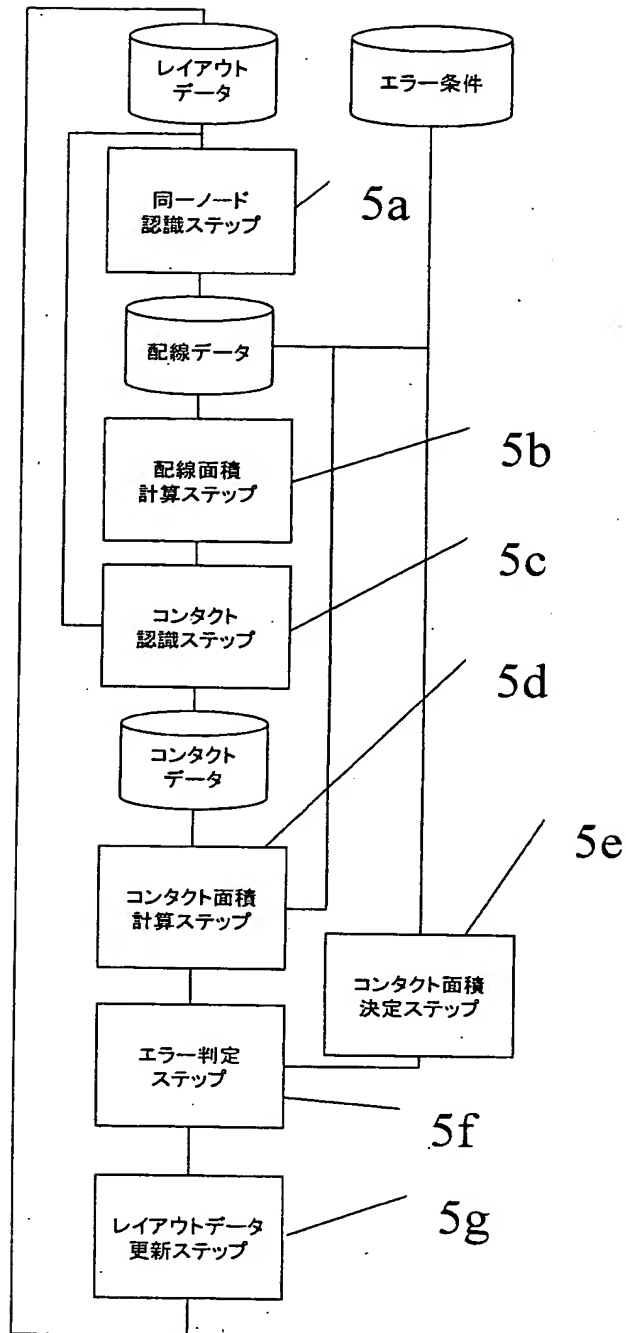 レイアウト
データ
エラー条件
同一ノード
認識ステップ
5a
配線データ
配線面積
計算ステップ
5b
コンタクト
認識ステップ
5c
コンタクト
データ
5d
コンタクト面積
計算ステップ
5e
コンタクト面積
決定ステップ
エラー判定
ステップ
5f
レイアウトデータ
更新ステップ
5g